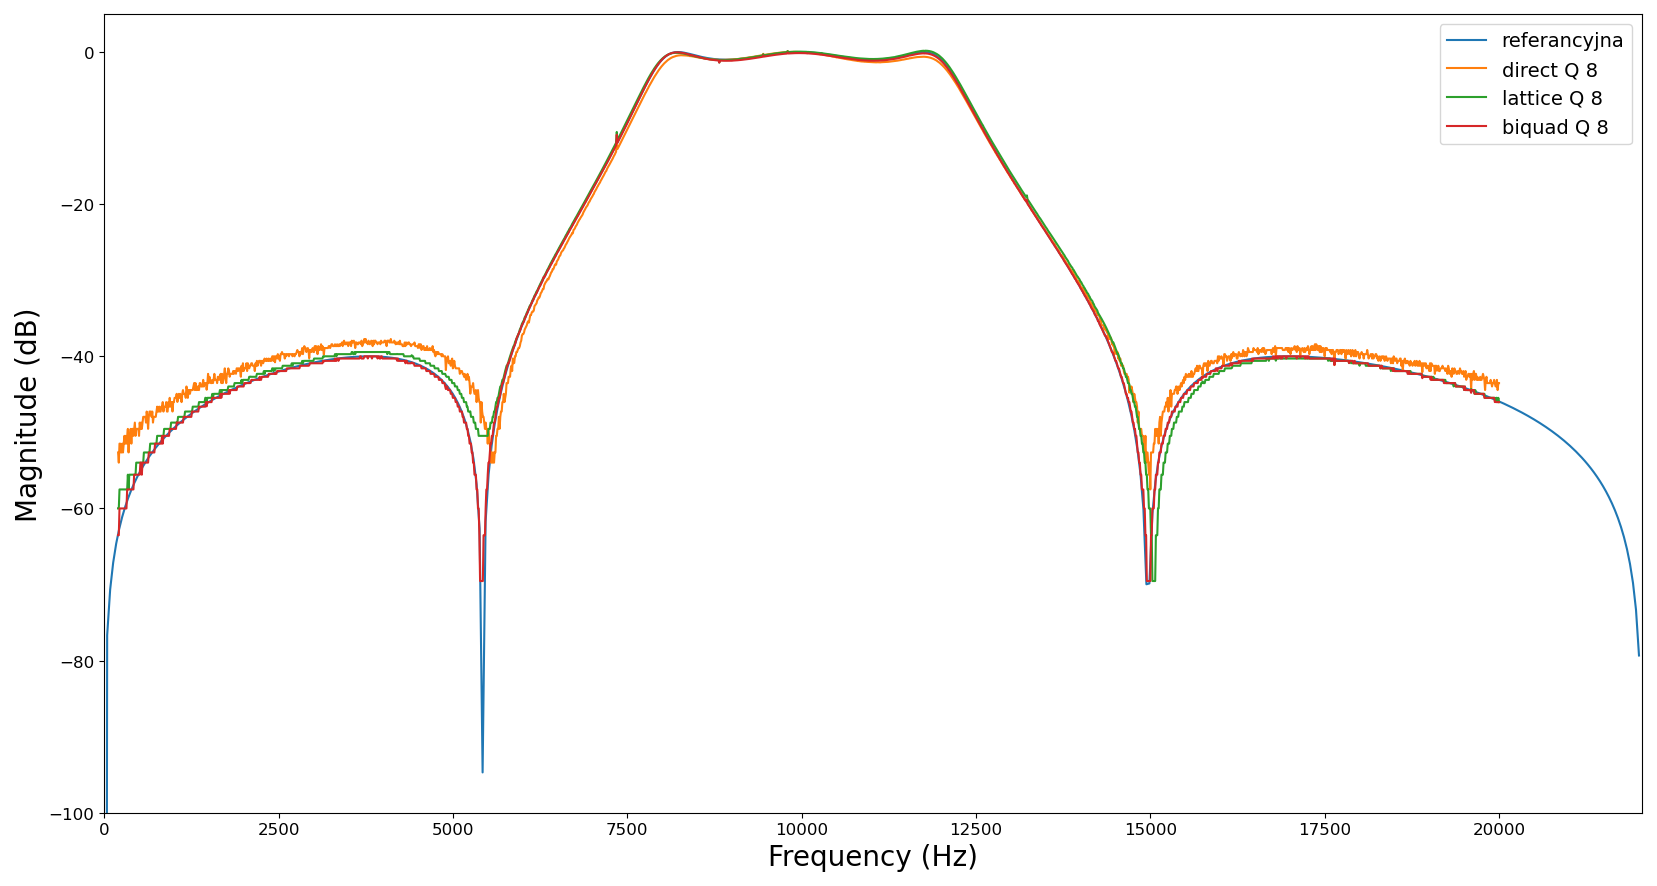 0
−20
−40
−60
−80
−100
Magnitude (dB)
referancyjna
direct Q 8
lattice Q 8
biquad Q 8
0 2500 5000 7500 10000 12500 15000 17500 20000
Frequency (Hz)